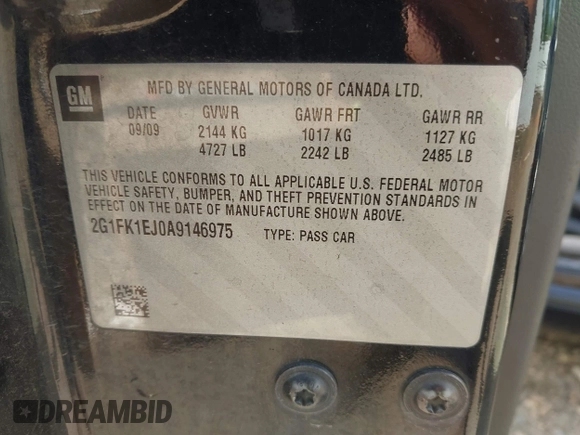 GM
MFD BY GENERAL MOTORS OF CANADA LTD.
DATE GVWR GAWR FRT GAWR RR
09/09 2144 KG 1017 KG 1127 KG
4727 LB 2242 LB 2485 LB
THIS VEHICLE CONFORMS TO ALL APPLICABLE U.S. FEDERAL MOTOR
VEHICLE SAFETY, BUMPER, AND THEFT PREVENTION STANDARDS IN
EFFECT ON THE DATE OF MANUFACTURE SHOWN ABOVE.
2G1FK1EJ0A9146975 TYPE: PASS CAR
DREAMBID